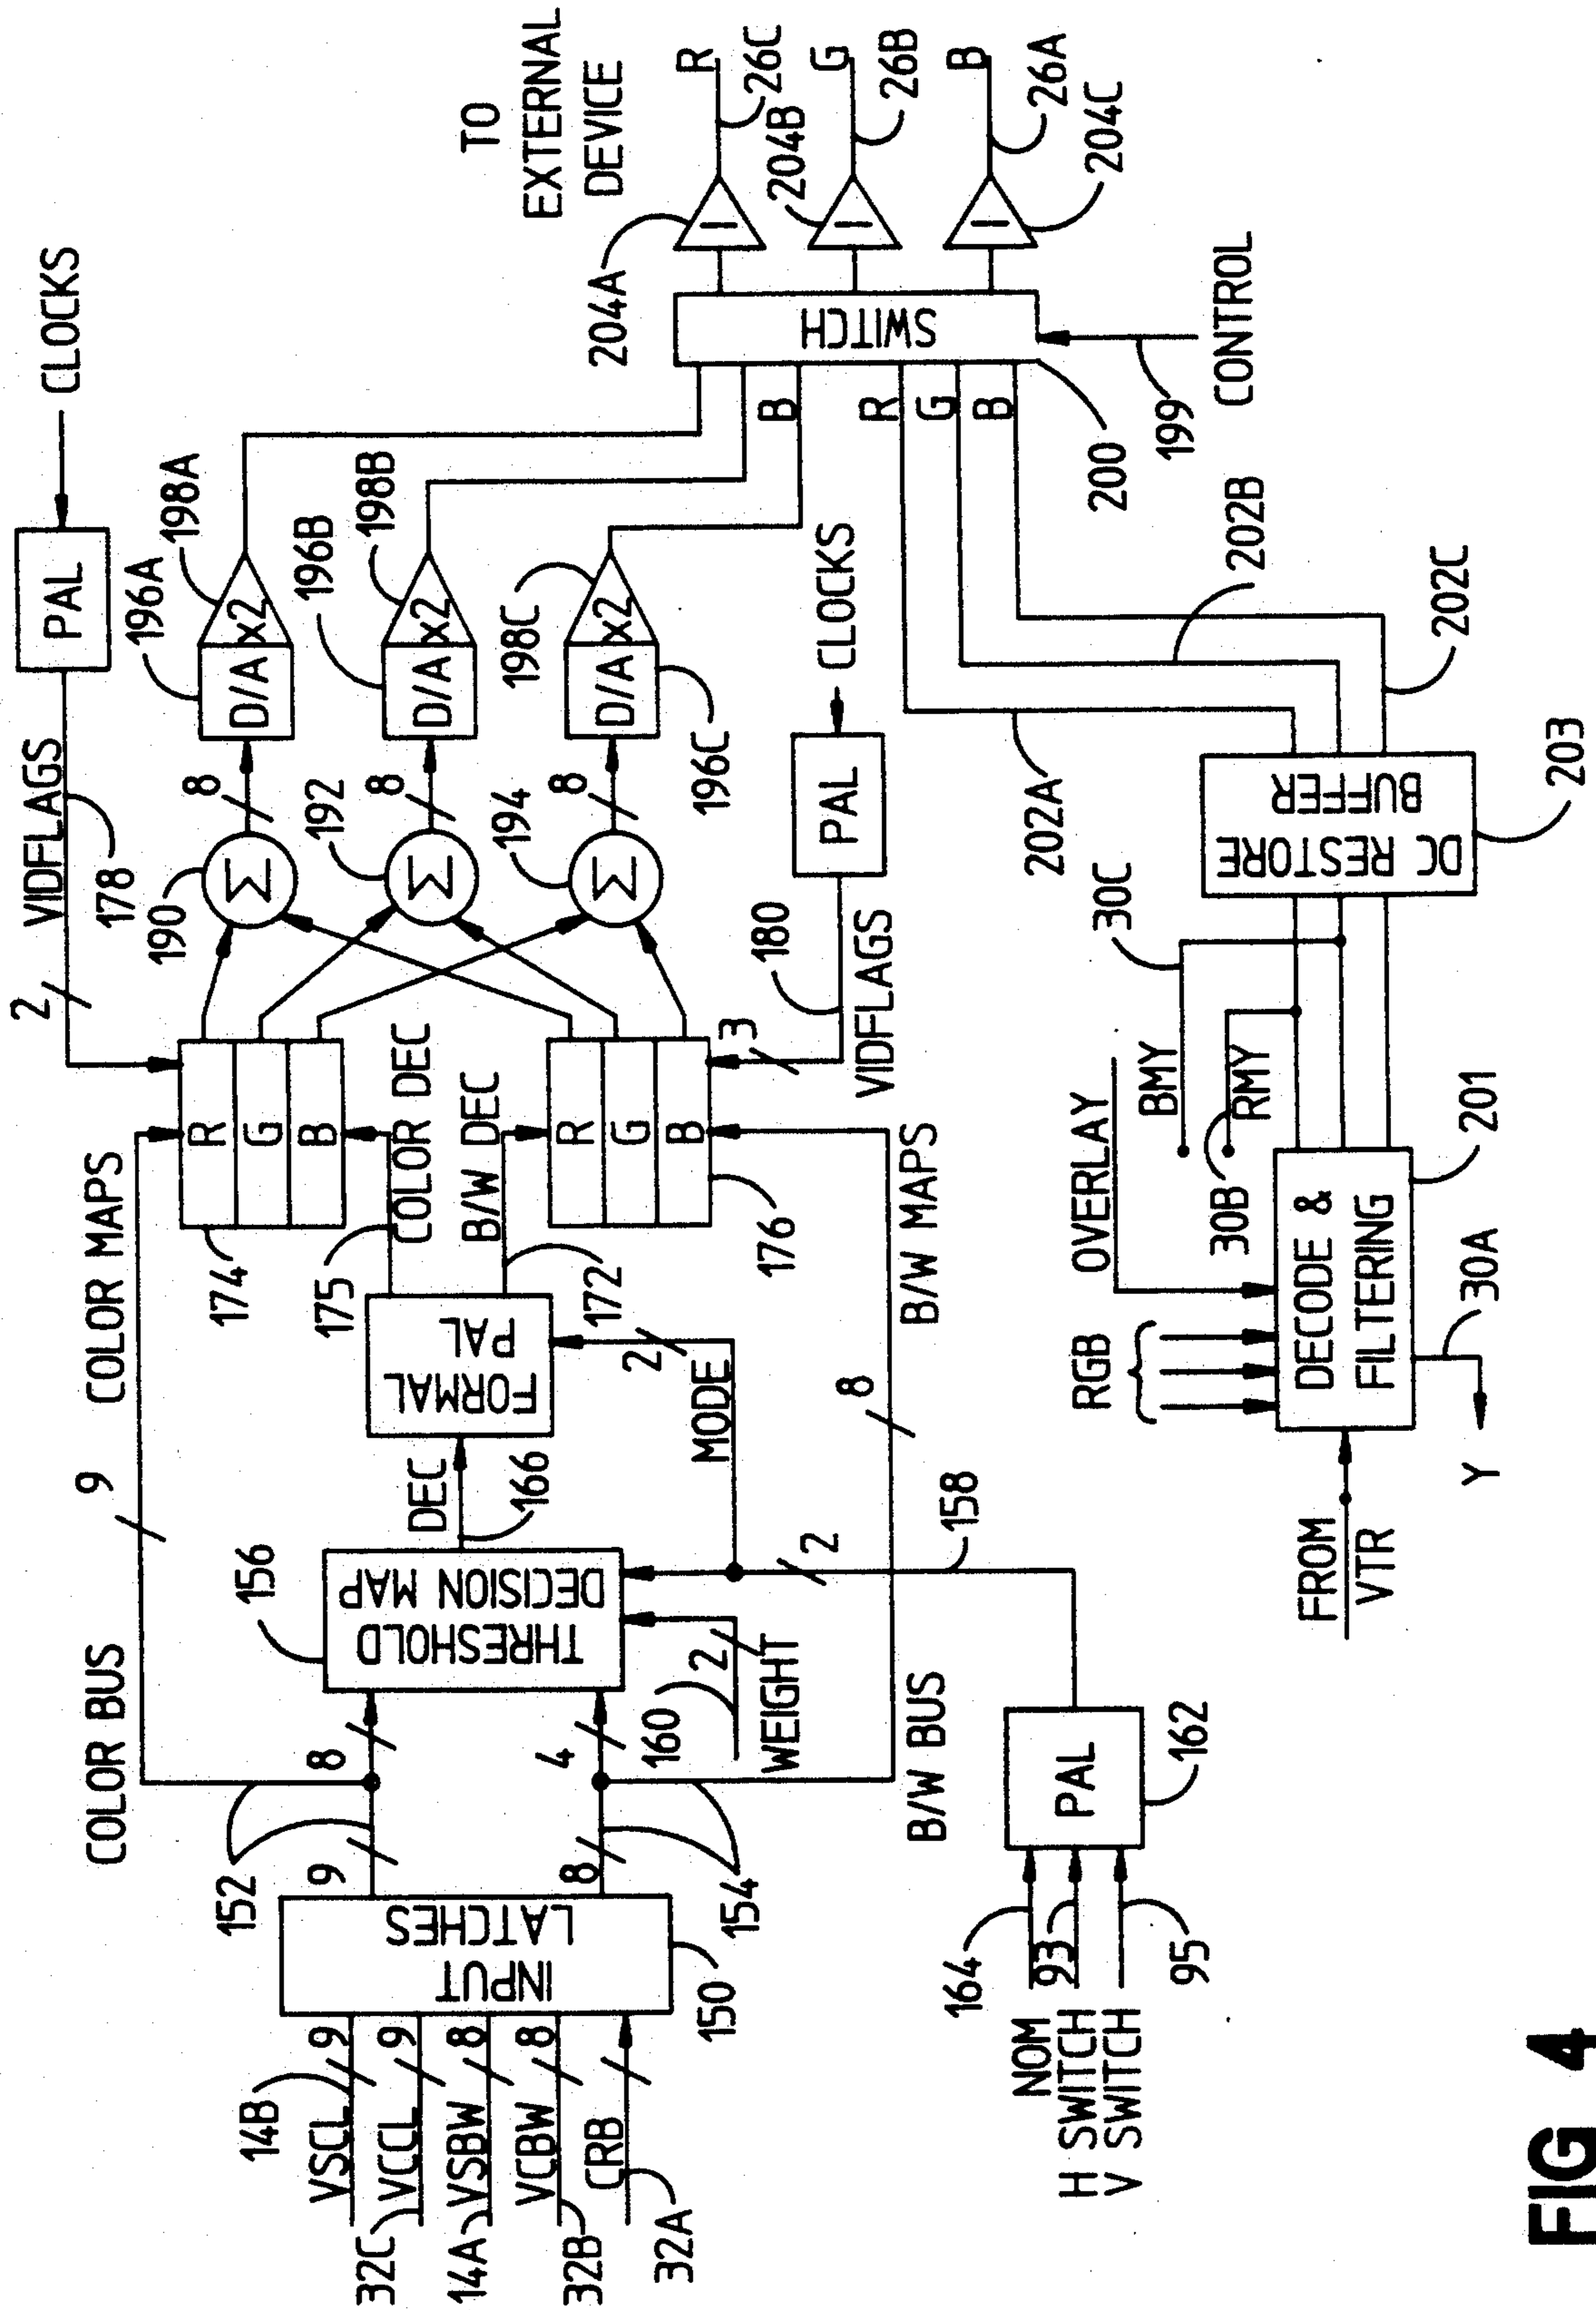 TO
EXTERNAL
DEVICE
CLOCKS
PAL
VIDFLAGS
178
2
COLOR MAPS
9
COLOR BUS
152
14B
VSCL
9
32C
VCCL
9
14A
VSBW
8
VCBW
8
32B
CRB
32A
INPUT
LATCHES
150
9
8
154
8
4
156
THRESHOLD
DECISION MAP
160
2
WEIGHT
B/W BUS
DEC
166
2
158
MODE
2
FORMAL
PAL
175
COLOR DEC
B/W DEC
172
174
R
G
B
R
G
B
176
B/W MAPS
8
3
VIDFLAGS
180
PAL
CLOCKS
190
Σ
8
192
Σ
8
194
Σ
8
196A
D/A
x2
198A
196B
D/A
x2
198B
196C
D/A
x2
198C
B
R
G
B
SWITCH
200
199
CONTROL
204A
R
26C
204B
G
26B
B
26A
204C
NOM
164
H SWITCH
93
V SWITCH
95
PAL
162
FROM
VTR
RGB
OVERLAY
DECODE &
FILTERING
201
Y
30A
30B
RMY
BMY
30C
DC RESTORE
BUFFER
203
202A
202B
202C
FIG 4